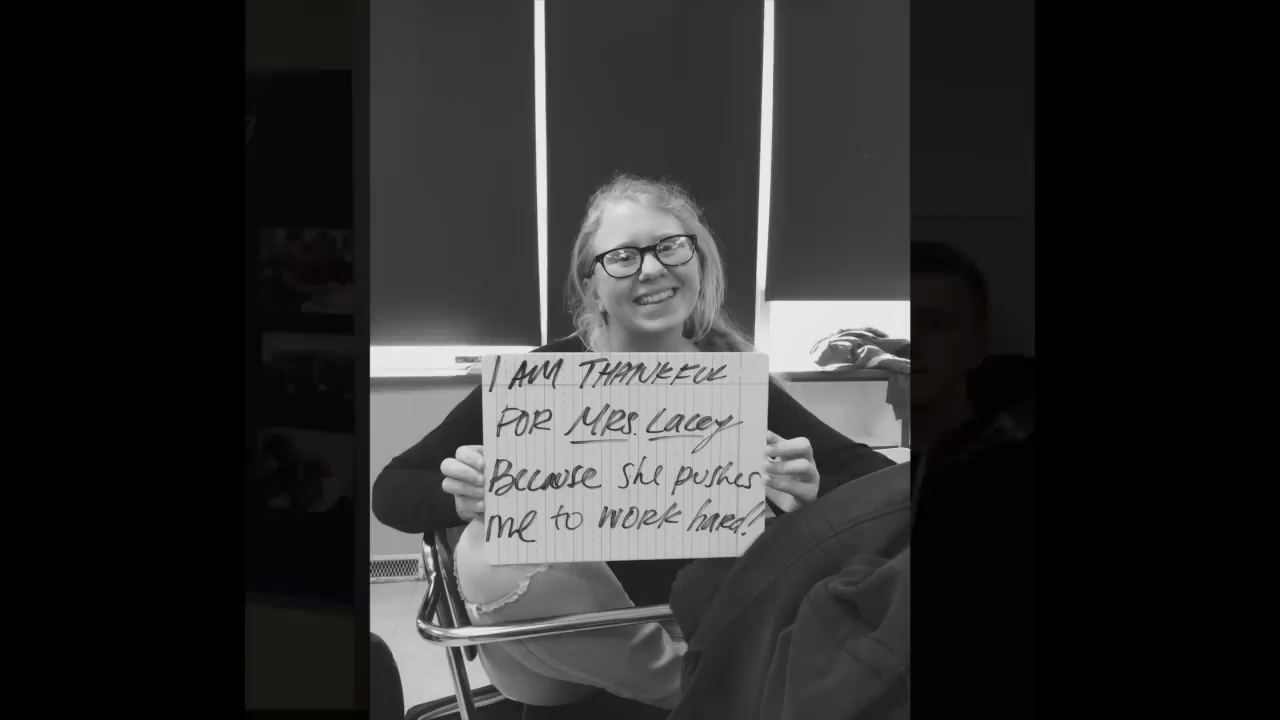 I AM THANKFUL
FOR MRS. Lacey
Because she pushes
me to work hard!